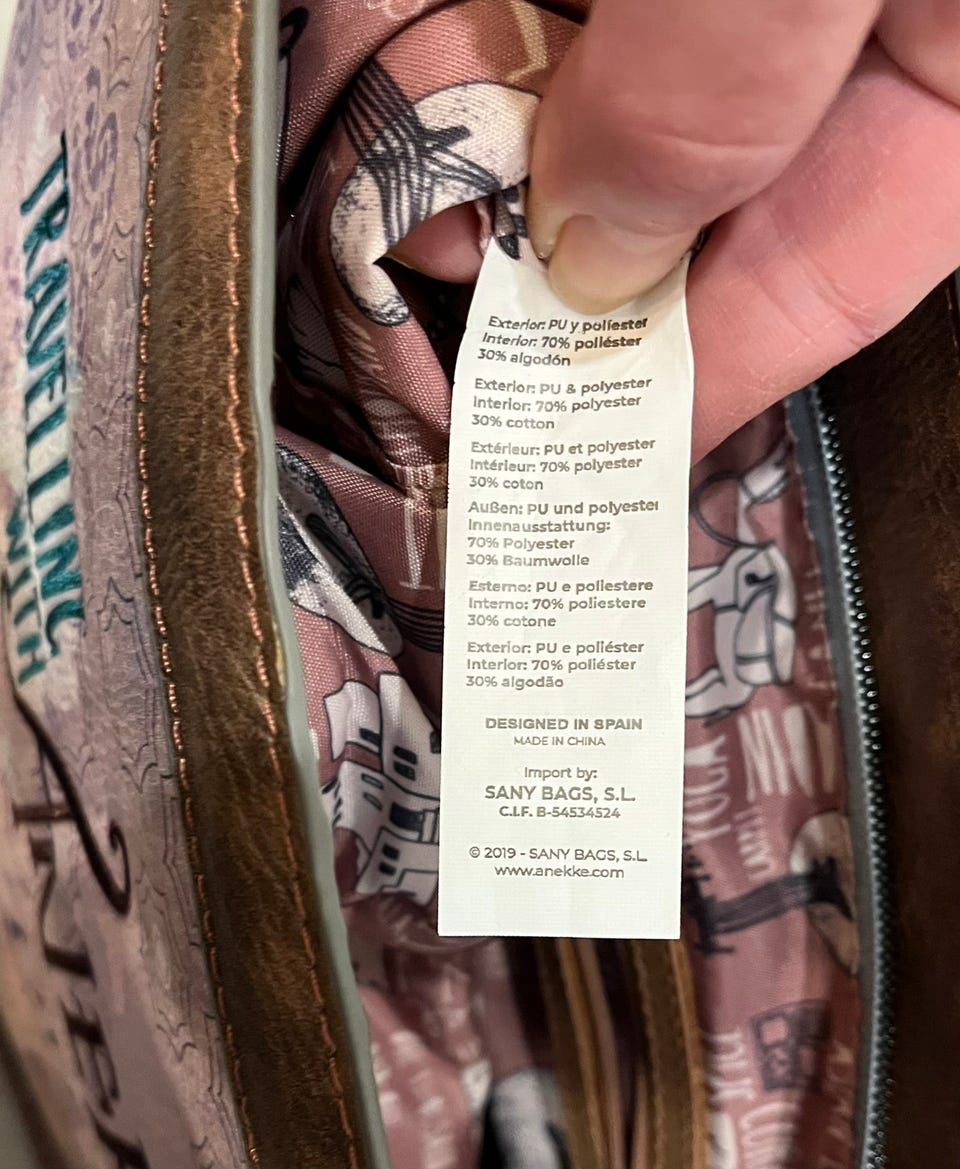 TRAVELLING
WITH
Exterior: PU y poliéster
Interior: 70% poliéster
30% algodón
Exterior: PU & polyester
Interior: 70% polyester
30% cotton
Extérieur: PU et polyester
Intérieur: 70% polyester
30% coton
Außen: PU und polyester
Innenausstattung:
70% Polyester
30% Baumwolle
Esterno: PU e poliestere
Interno: 70% poliestere
30% cotone
Exterior: PU e poliéster
Interior: 70% poliéster
30% algodão
DESIGNED IN SPAIN
MADE IN CHINA
Import by:
SANY BAGS, S.L.
C.I.F. B-54534524
© 2019 - SANY BAGS, S.L.
www.anekke.com